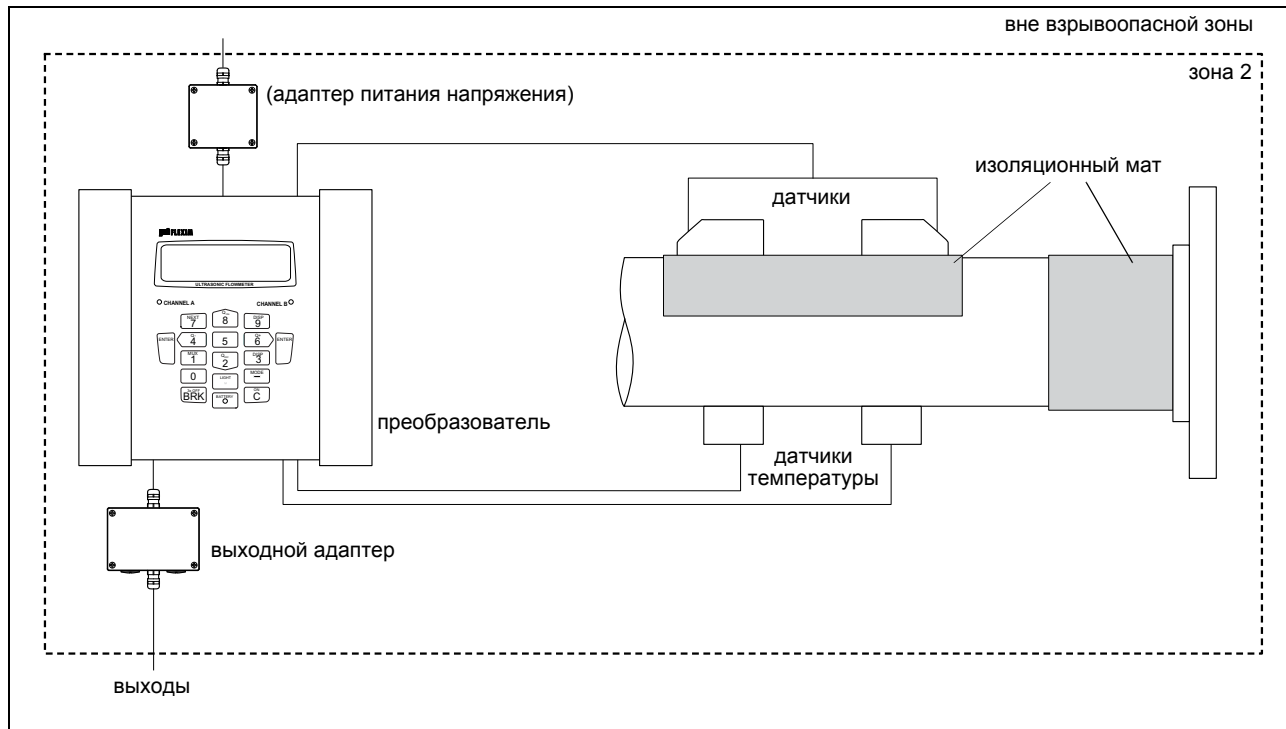 вне взрывоопасной зоны
зона 2
(адаптер питания напряжения)
изоляционный мат
датчики
FLEXIM
ULTRASONIC FLOWMETER
CHANNEL A
CHANNEL B
NEXT
7
8
DISP
9
ENTER
4
5
Q+
6
ENTER
MUX
1
2
DISP
3
0
LIGHT
MODE
BRK
BATTERY
C
преобразователь
датчики
температуры
выходной адаптер
выходы